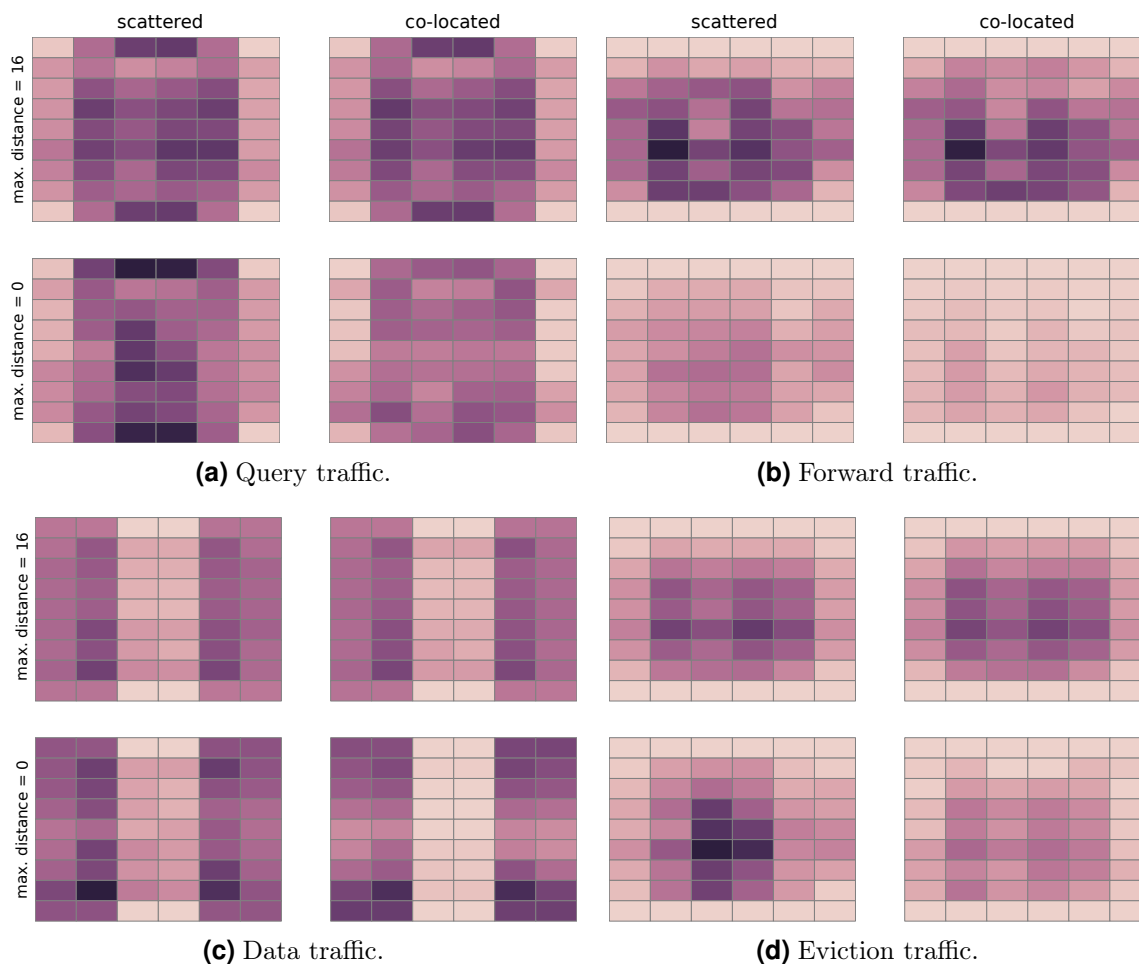 scattered co-located scattered co-located
max. distance = 16
max. distance = 0
(a) Query traffic. (b) Forward traffic.
max. distance = 16
max. distance = 0
(c) Data traffic. (d) Eviction traffic.